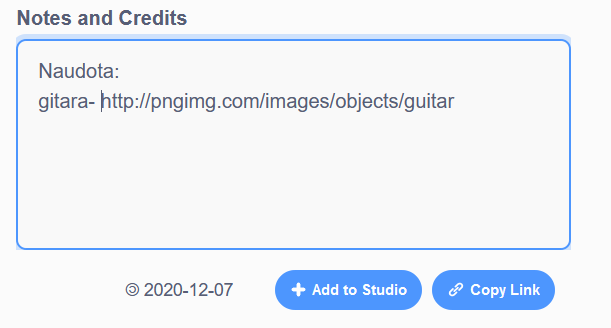 Notes and Credits
Naudota:
gitara- http://pngimg.com/images/objects/guitar
🄯 2020-12-07
Add to Studio
Copy Link